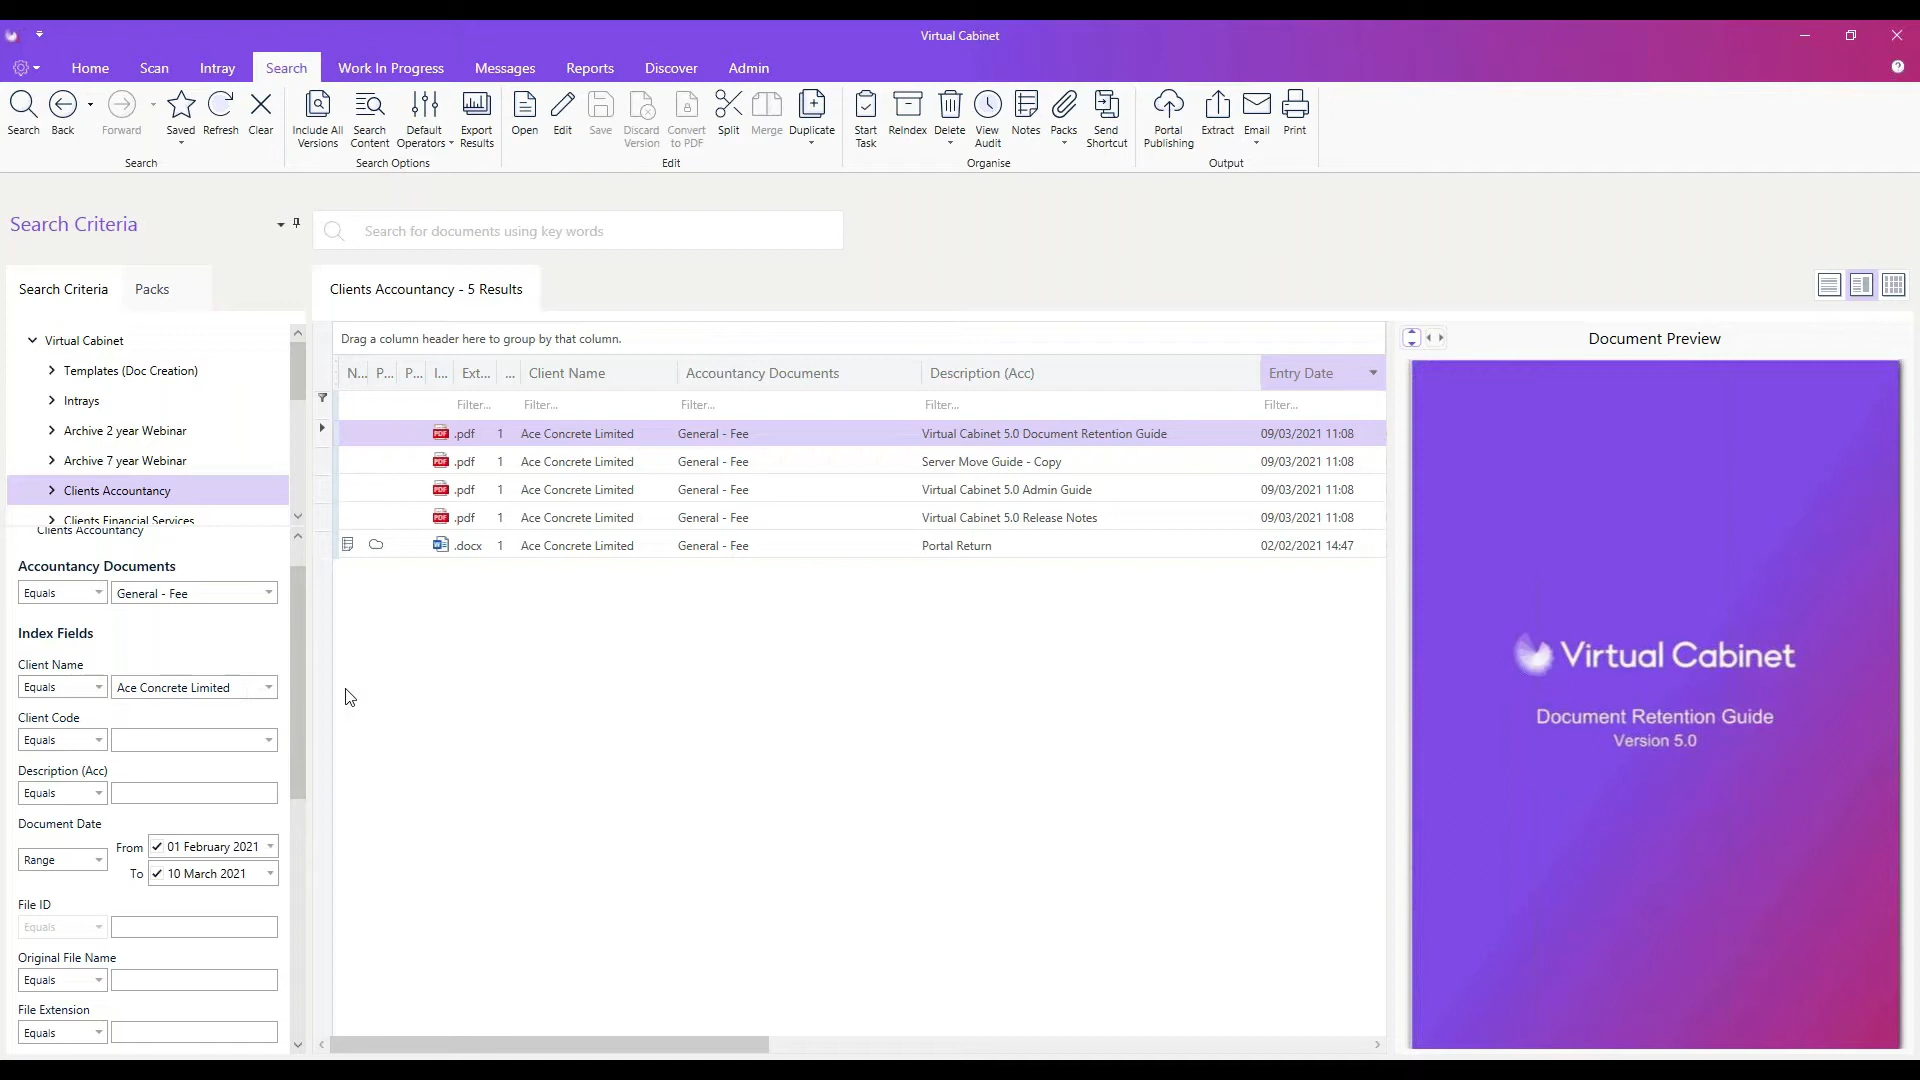 Virtual Cabinet
Home Scan Intray Search Work In Progress Messages Reports Discover Admin
Search Back Forward Saved Refresh Clear
Search
Include All Versions Search Content Default Operators Export Results
Search Options
Open Edit Save Discard Version Convert to PDF Split Merge Duplicate
Edit
Start Task ReIndex Delete View Audit Notes Packs Send Shortcut
Organise
Portal Publishing Extract Email Print
Output
Search Criteria
Search for documents using key words
Search Criteria Packs
Virtual Cabinet
Templates (Doc Creation)
Intrays
Archive 2 year Webinar
Archive 7 year Webinar
Clients Accountancy
Clients Financial Services
Clients Accountancy
Accountancy Documents
Equals General - Fee
Index Fields
Client Name
Equals Ace Concrete Limited
Client Code
Equals
Description (Acc)
Equals
Document Date
Range From 01 February 2021
To 10 March 2021
File ID
Equals
Original File Name
Equals
File Extension
Equals
Clients Accountancy - 5 Results
Drag a column header here to group by that column.
N... P... P... I... Ext... ... Client Name Accountancy Documents Description (Acc) Entry Date
Filter... Filter... Filter... Filter... Filter...
PDF .pdf 1 Ace Concrete Limited General - Fee Virtual Cabinet 5.0 Document Retention Guide 09/03/2021 11:08
PDF .pdf 1 Ace Concrete Limited General - Fee Server Move Guide - Copy 09/03/2021 11:08
PDF .pdf 1 Ace Concrete Limited General - Fee Virtual Cabinet 5.0 Admin Guide 09/03/2021 11:08
PDF .pdf 1 Ace Concrete Limited General - Fee Virtual Cabinet 5.0 Release Notes 09/03/2021 11:08
.docx 1 Ace Concrete Limited General - Fee Portal Return 02/02/2021 14:47
Document Preview
Virtual Cabinet
Document Retention Guide
Version 5.0